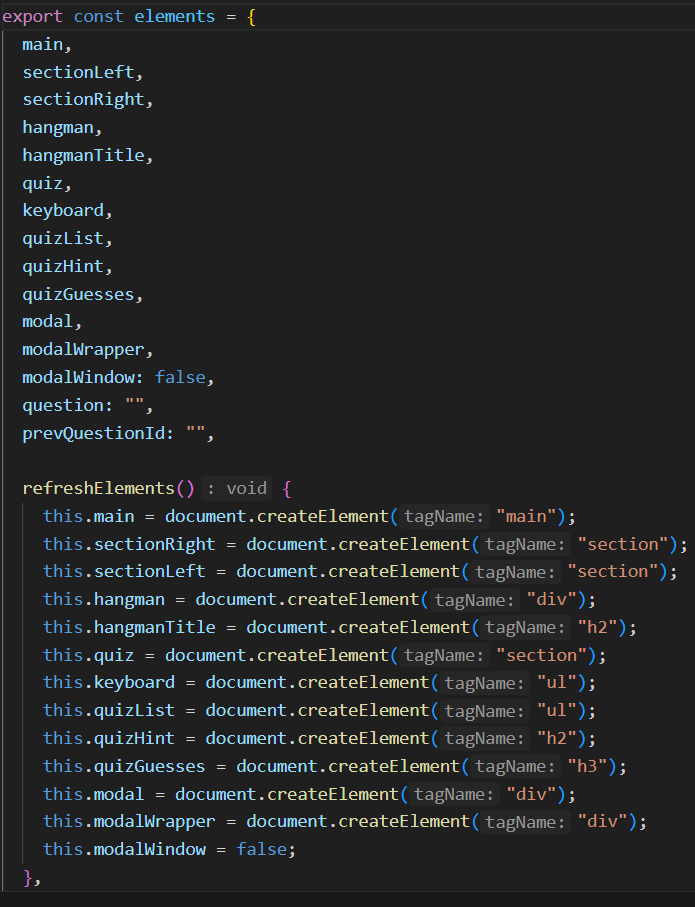 export const elements = {
  main,
  sectionLeft,
  sectionRight,
  hangman,
  hangmanTitle,
  quiz,
  keyboard,
  quizList,
  quizHint,
  quizGuesses,
  modal,
  modalWrapper,
  modalWindow: false,
  question: "",
  prevQuestionId: "",

  refreshElements() : void {
    this.main = document.createElement( tagName: "main");
    this.sectionRight = document.createElement( tagName: "section");
    this.sectionLeft = document.createElement( tagName: "section");
    this.hangman = document.createElement( tagName: "div");
    this.hangmanTitle = document.createElement( tagName: "h2");
    this.quiz = document.createElement( tagName: "section");
    this.keyboard = document.createElement( tagName: "ul");
    this.quizList = document.createElement( tagName: "ul");
    this.quizHint = document.createElement( tagName: "h2");
    this.quizGuesses = document.createElement( tagName: "h3");
    this.modal = document.createElement( tagName: "div");
    this.modalWrapper = document.createElement( tagName: "div");
    this.modalWindow = false;
  },